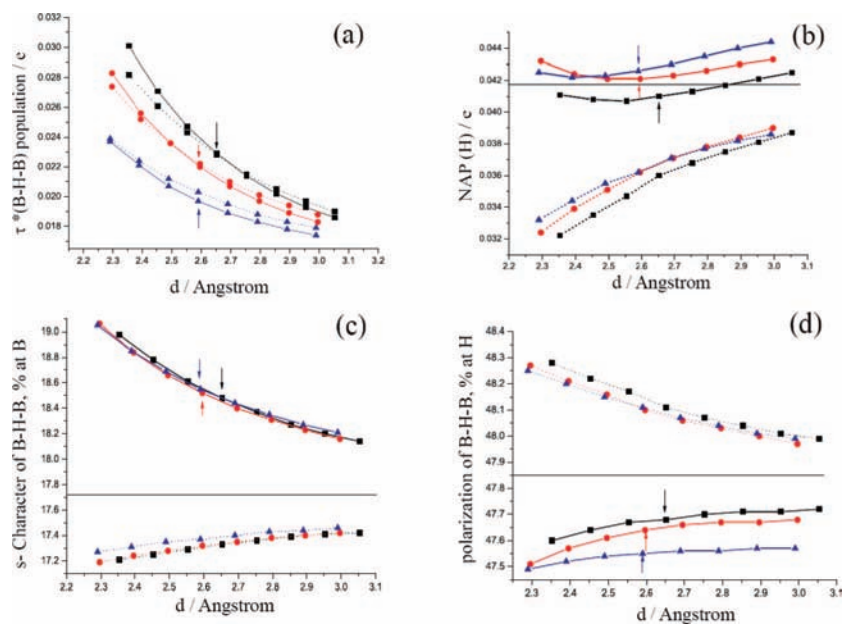 (a)
τ *(B-H-B) population / e
0.032
0.030
0.028
0.026
0.024
0.022
0.020
0.018
2.2 2.3 2.4 2.5 2.6 2.7 2.8 2.9 3.0 3.1 3.2
d / Angstrom
(b)
NAP (H) / e
0.044
0.042
0.040
0.038
0.036
0.034
0.032
2.2 2.3 2.4 2.5 2.6 2.7 2.8 2.9 3.0 3.1
d / Angstrom
(c)
s- Character of B-H-B, % at B
19.0
18.8
18.6
18.4
18.2
18.0
17.8
17.6
17.4
17.2
2.2 2.3 2.4 2.5 2.6 2.7 2.8 2.9 3.0 3.1
d / Angstrom
(d)
polarization of B-H-B, % at H
48.4
48.3
48.2
48.1
48.0
47.9
47.8
47.7
47.6
47.5
2.3 2.4 2.5 2.6 2.7 2.8 2.9 3.0 3.1
d / Angstrom